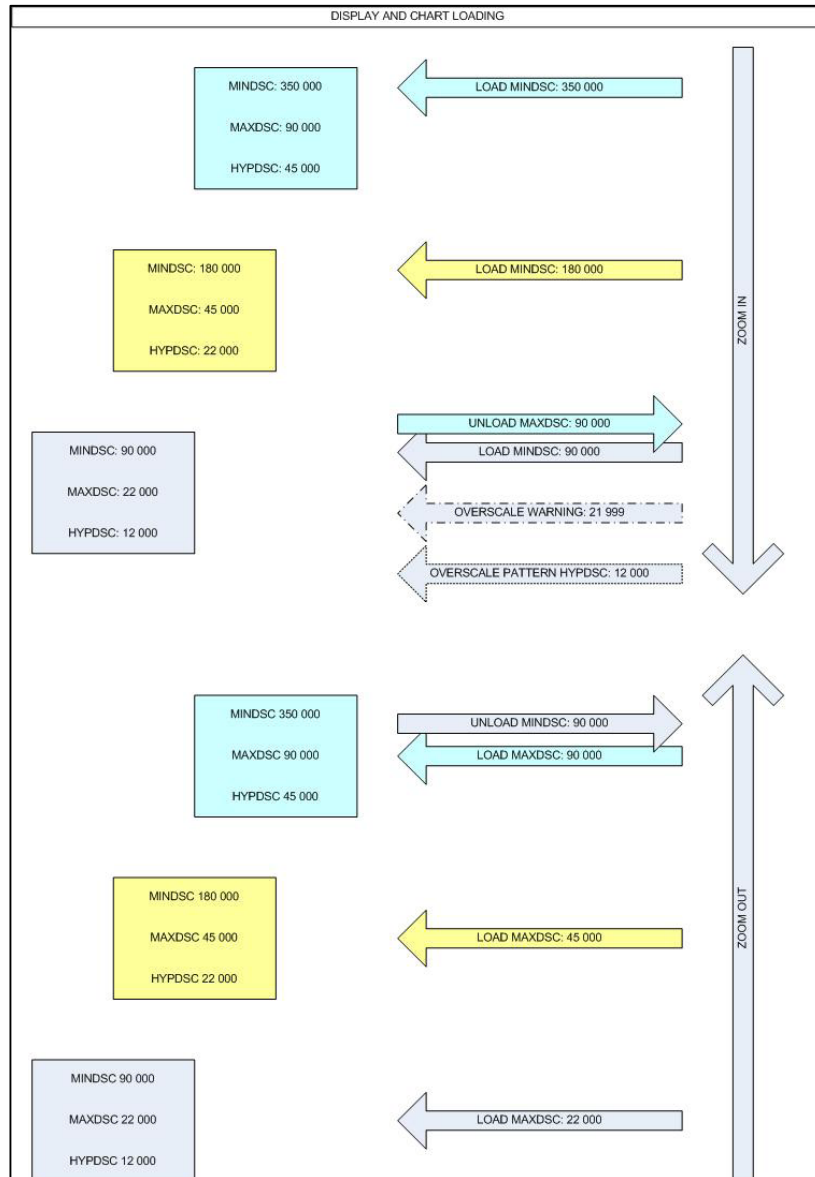 DISPLAY AND CHART LOADING
MINDSC: 350 000
LOAD MINDSC: 350 000
MAXDSC: 90 000
HYPDSC: 45 000
MINDSC: 180 000
LOAD MINDSC: 180 000
MAXDSC: 45 000
HYPDSC: 22 000
ZOOM IN
UNLOAD MAXDSC: 90 000
MINDSC: 90 000
LOAD MINDSC: 90 000
MAXDSC: 22 000
OVERSCALE WARNING: 21 999
HYPDSC: 12 000
OVERSCALE PATTERN HYPDSC: 12 000
MINDSC 350 000
UNLOAD MINDSC: 90 000
MAXDSC 90 000
LOAD MAXDSC: 90 000
HYPDSC 45 000
MINDSC 180 000
MAXDSC 45 000
LOAD MAXDSC: 45 000
HYPDSC 22 000
ZOOM OUT
MINDSC 90 000
MAXDSC 22 000
LOAD MAXDSC: 22 000
HYPDSC 12 000